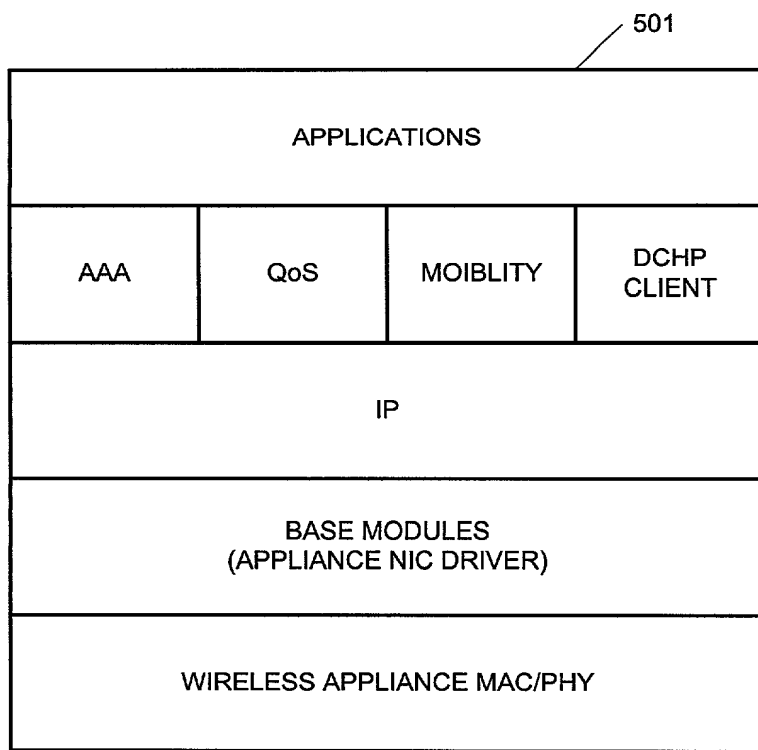 501
APPLICATIONS
AAA
QoS
MOIBLITY
DCHP
CLIENT
IP
BASE MODULES
(APPLIANCE NIC DRIVER)
WIRELESS APPLIANCE MAC/PHY